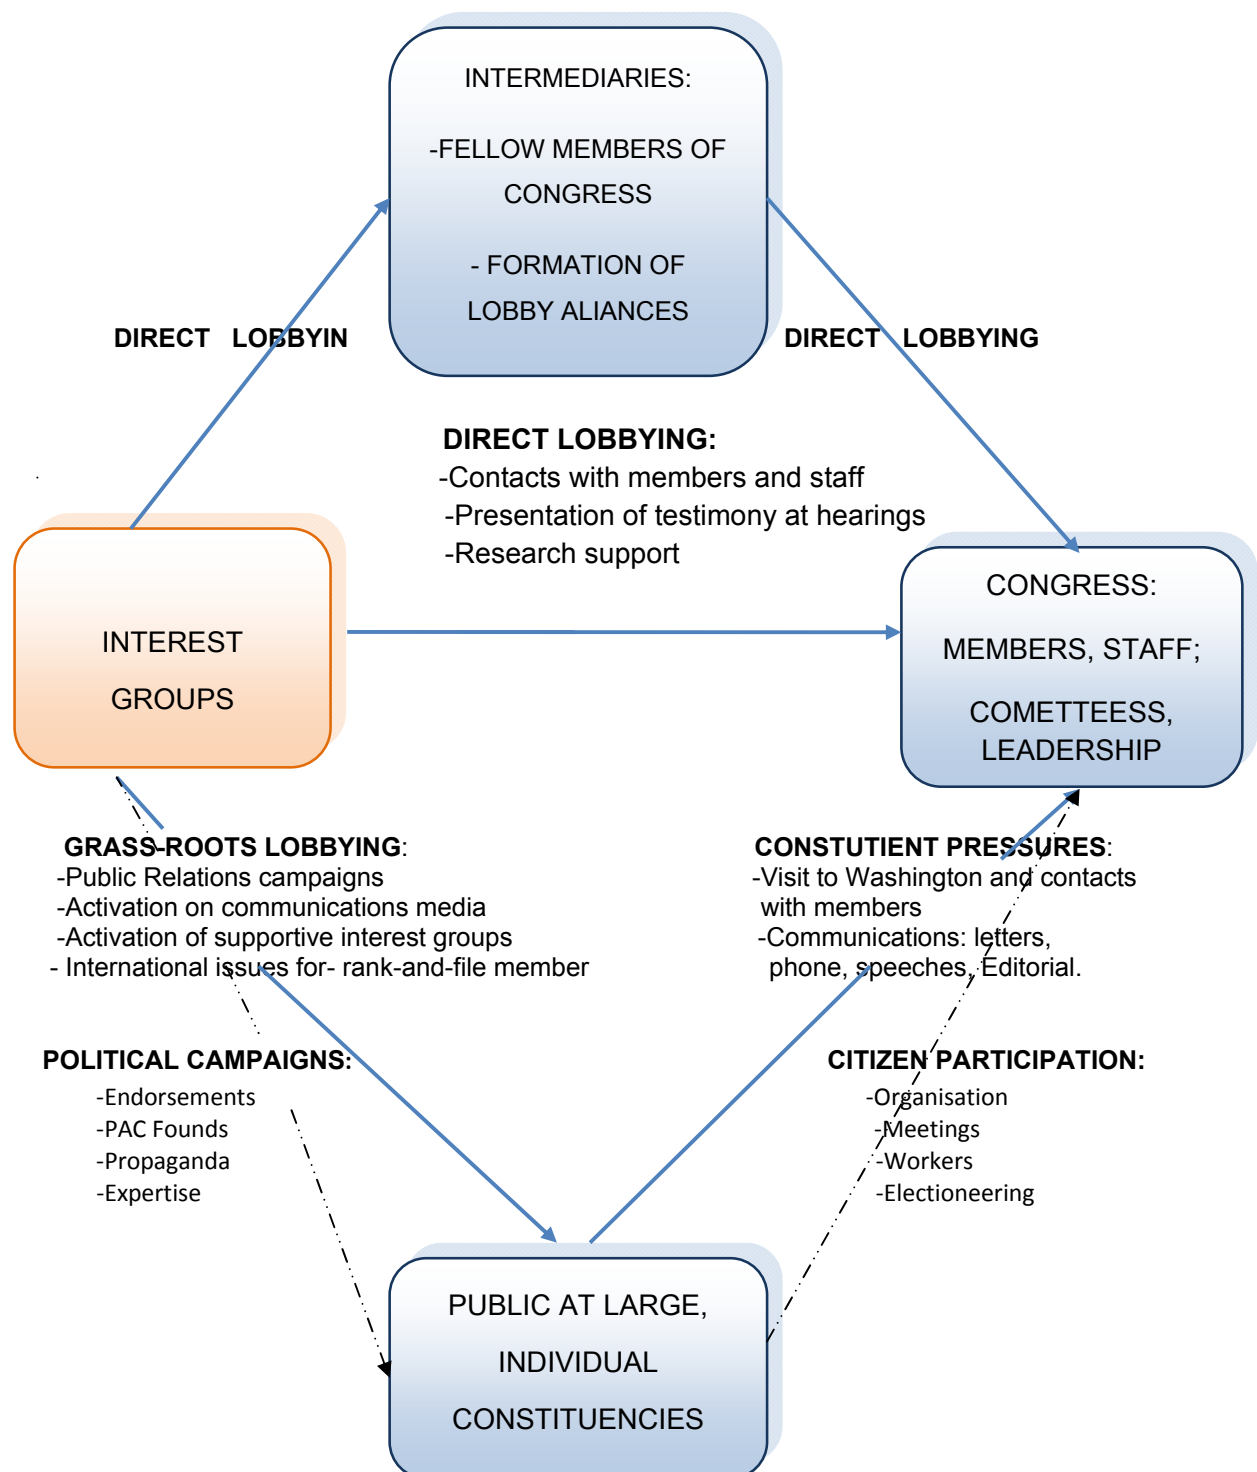 INTERMEDIARIES:
-FELLOW MEMBERS OF
CONGRESS
- FORMATION OF
LOBBY ALIANCES
DIRECT LOBBYIN
DIRECT LOBBYING
DIRECT LOBBYING:
-Contacts with members and staff
-Presentation of testimony at hearings
-Research support
INTEREST
GROUPS
CONGRESS:
MEMBERS, STAFF;
COMETTEESS,
LEADERSHIP
GRASS-ROOTS LOBBYING:
-Public Relations campaigns
-Activation on communications media
-Activation of supportive interest groups
- International issues for- rank-and-file member
CONSTUTIENT PRESSURES:
-Visit to Washington and contacts
with members
-Communications: letters,
phone, speeches, Editorial.
POLITICAL CAMPAIGNS:
-Endorsements
-PAC Founds
-Propaganda
-Expertise
CITIZEN PARTICIPATION:
-Organisation
-Meetings
-Workers
-Electioneering
PUBLIC AT LARGE,
INDIVIDUAL
CONSTITUENCIES